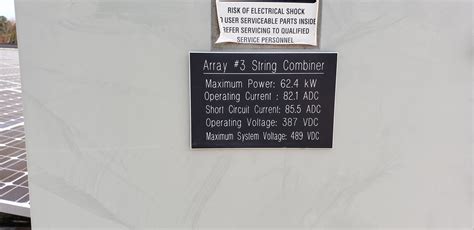 RISK OF ELECTRICAL SHOCK
USER SERVICEABLE PARTS INSIDE
REFER SERVICING TO QUALIFIED
SERVICE PERSONNEL
Array #3 String Combiner
Maximum Power: 62.4 kW
Operating Current : 82.1 ADC
Short Circuit Current: 85.5 ADC
Operating Voltage: 387 VDC
Maximum System Voltage: 489 VDC